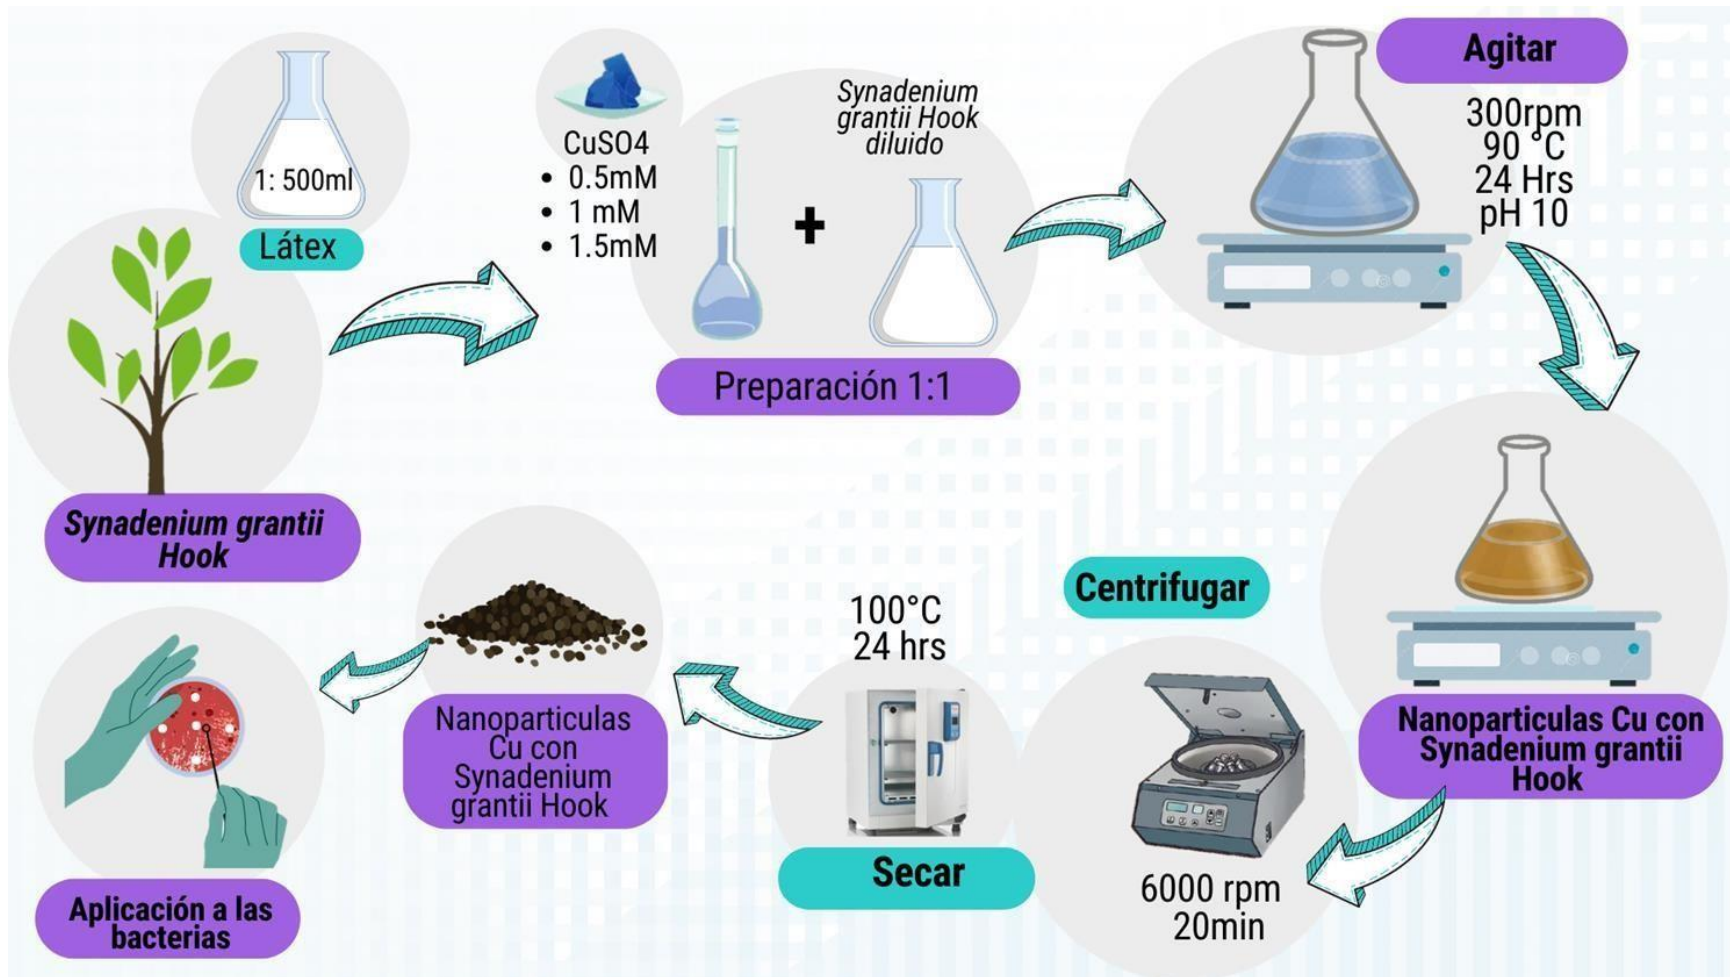 1: 500ml
Látex
Synadenium grantii
Hook
CuSO4
• 0.5mM
• 1 mM
• 1.5mM
Synadenium
grantii Hook
diluido
+
Preparación 1:1
Agitar
300rpm
90 °C
24 Hrs
pH 10
Nanoparticulas Cu con
Synadenium grantii
Hook
Centrifugar
6000 rpm
20min
100°C
24 hrs
Secar
Nanoparticulas
Cu con
Synadenium
grantii Hook
Aplicación a las
bacterias